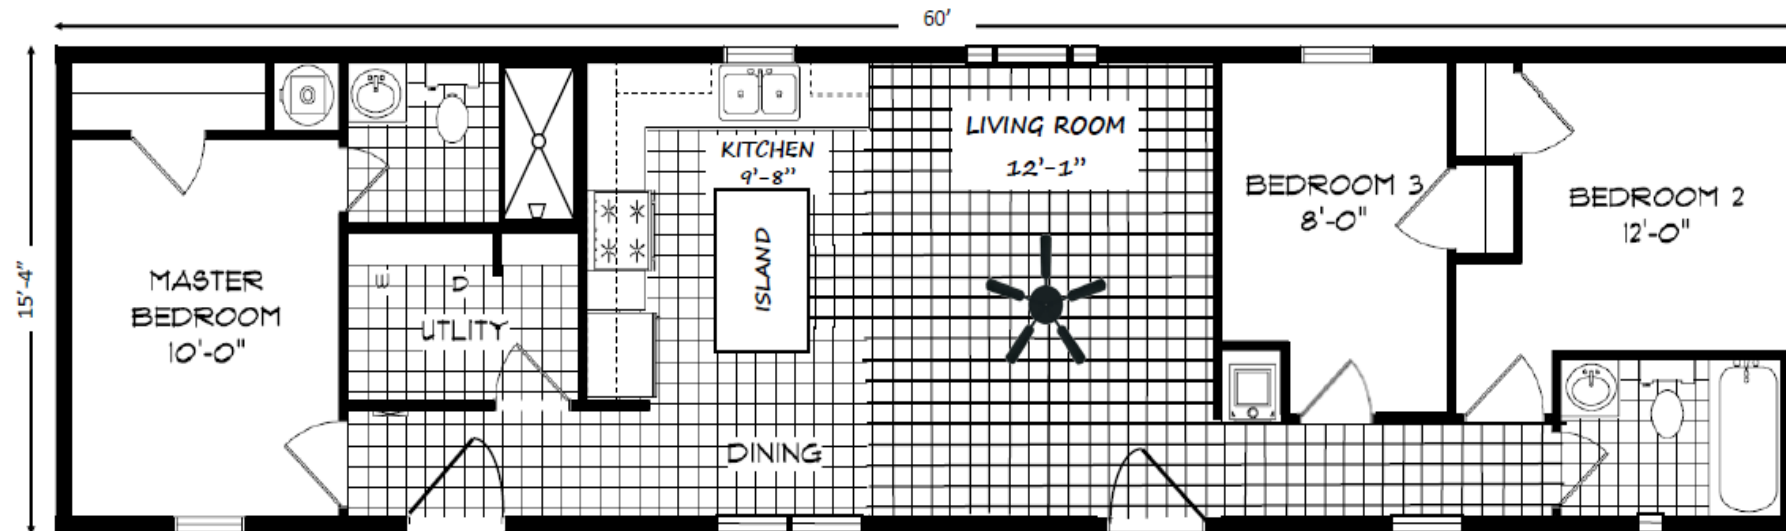 60'
15'-4"
MASTER
BEDROOM
10'-0"
W D
UTLITY
KITCHEN
9'-8"
ISLAND
DINING
LIVING ROOM
12'-1"
BEDROOM 3
8'-0"
BEDROOM 2
12'-0"